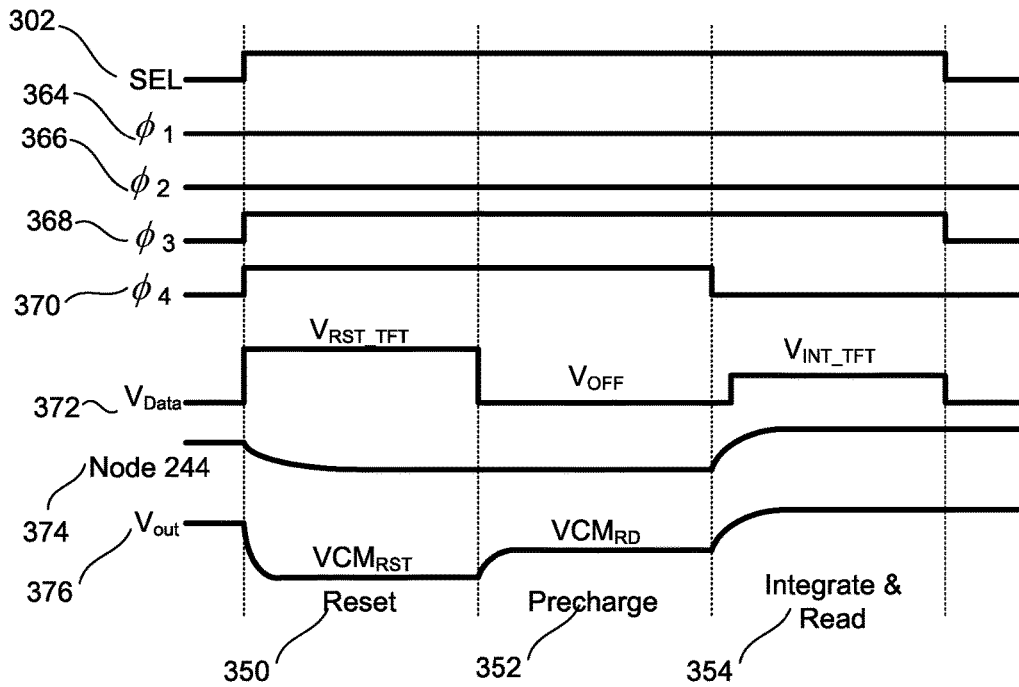 302
SEL
364
ϕ 1
366
ϕ 2
368
ϕ 3
370
ϕ 4
V_RST_TFT
V_OFF
V_INT_TFT
372
V_Data
Node 244
374
V_out
VCM_RST
VCM_RD
376
Reset
Precharge
Integrate &
Read
350
352
354